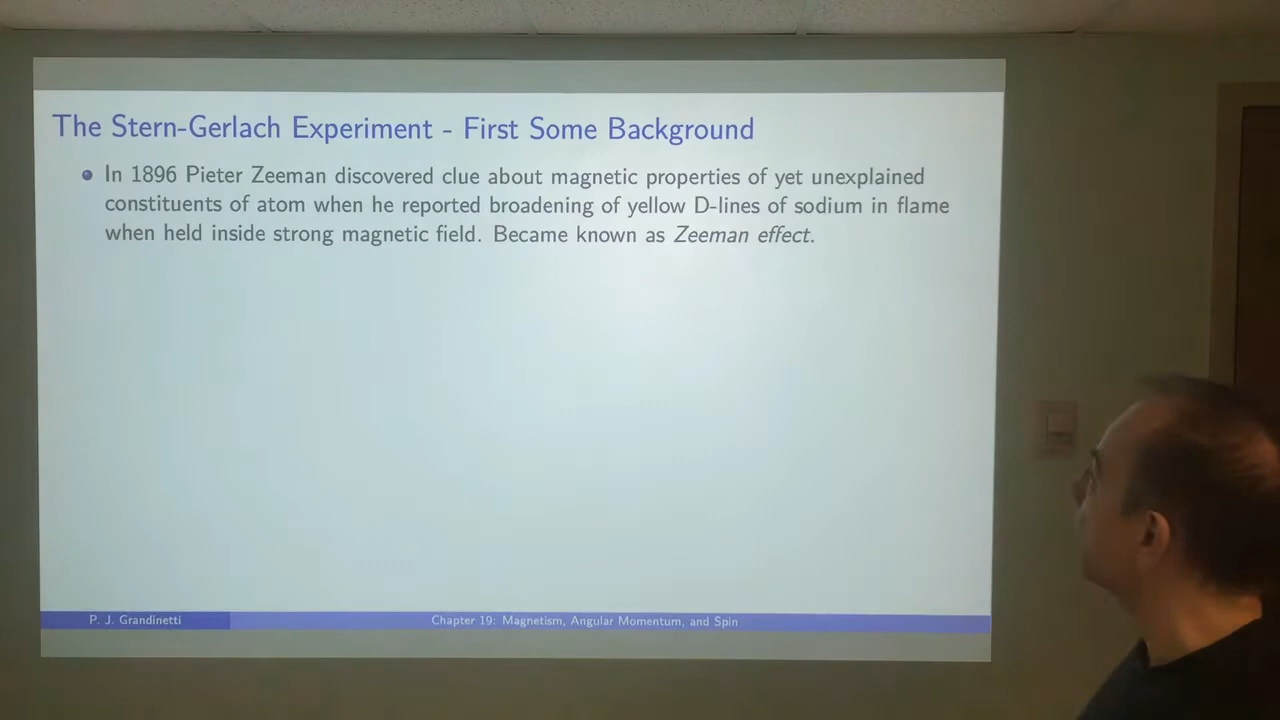 The Stern-Gerlach Experiment - First Some Background
In 1896 Pieter Zeeman discovered clue about magnetic properties of yet unexplained
constituents of atom when he reported broadening of yellow D-lines of sodium in flame
when held inside strong magnetic field. Became known as Zeeman effect.
P. J. Grandinetti
Chapter 19: Magnetism, Angular Momentum, and Spin